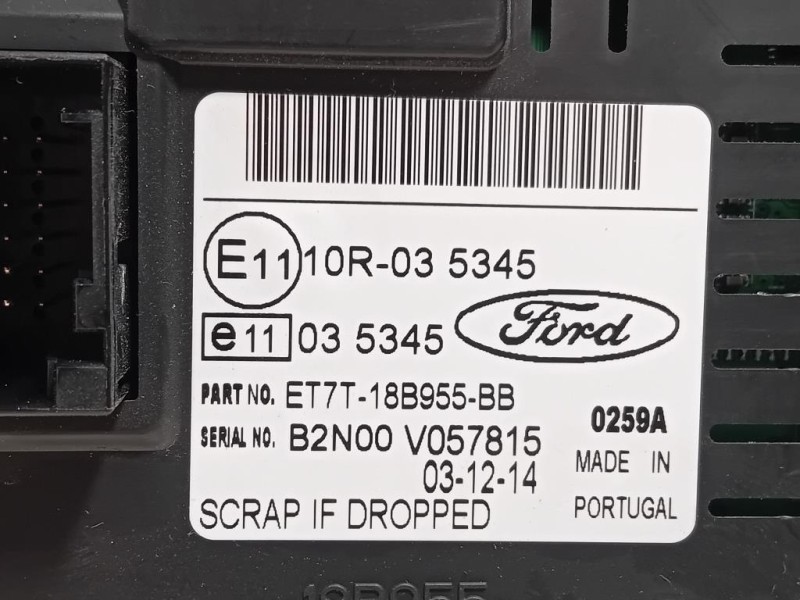 E11 10R-03 5345
e11 03 5345
Ford
PART NO. ET7T-18B955-BB
SERIAL NO. B2N00 V057815
0259A
03-12-14
MADE IN
PORTUGAL
SCRAP IF DROPPED
18B955